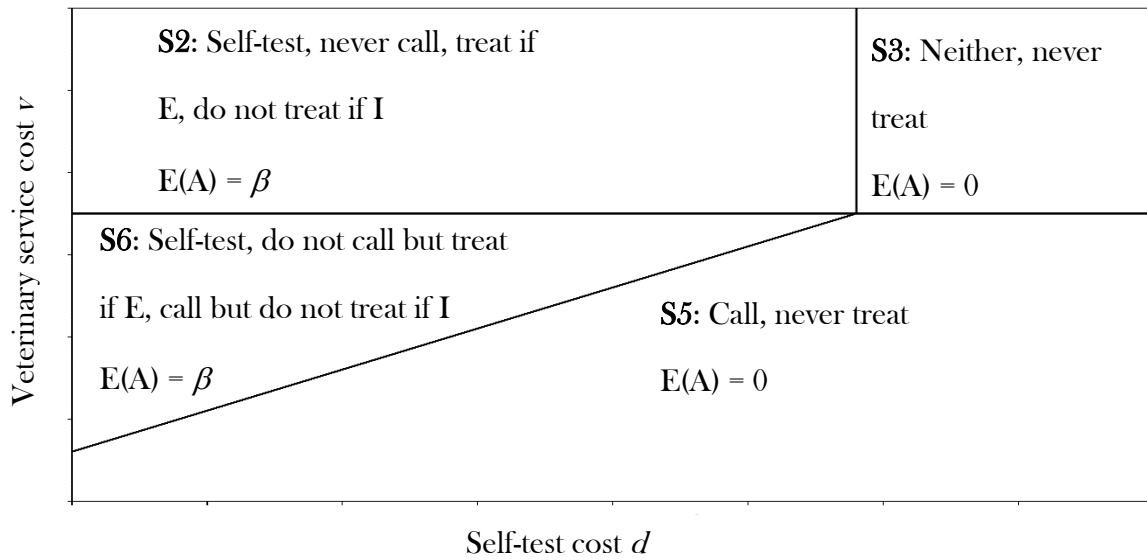 S2: Self-test, never call, treat if
E, do not treat if I
E(A) = β
S3: Neither, never
treat
E(A) = 0
S6: Self-test, do not call but treat
if E, call but do not treat if I
E(A) = β
S5: Call, never treat
E(A) = 0
Veterinary service cost v
Self-test cost d